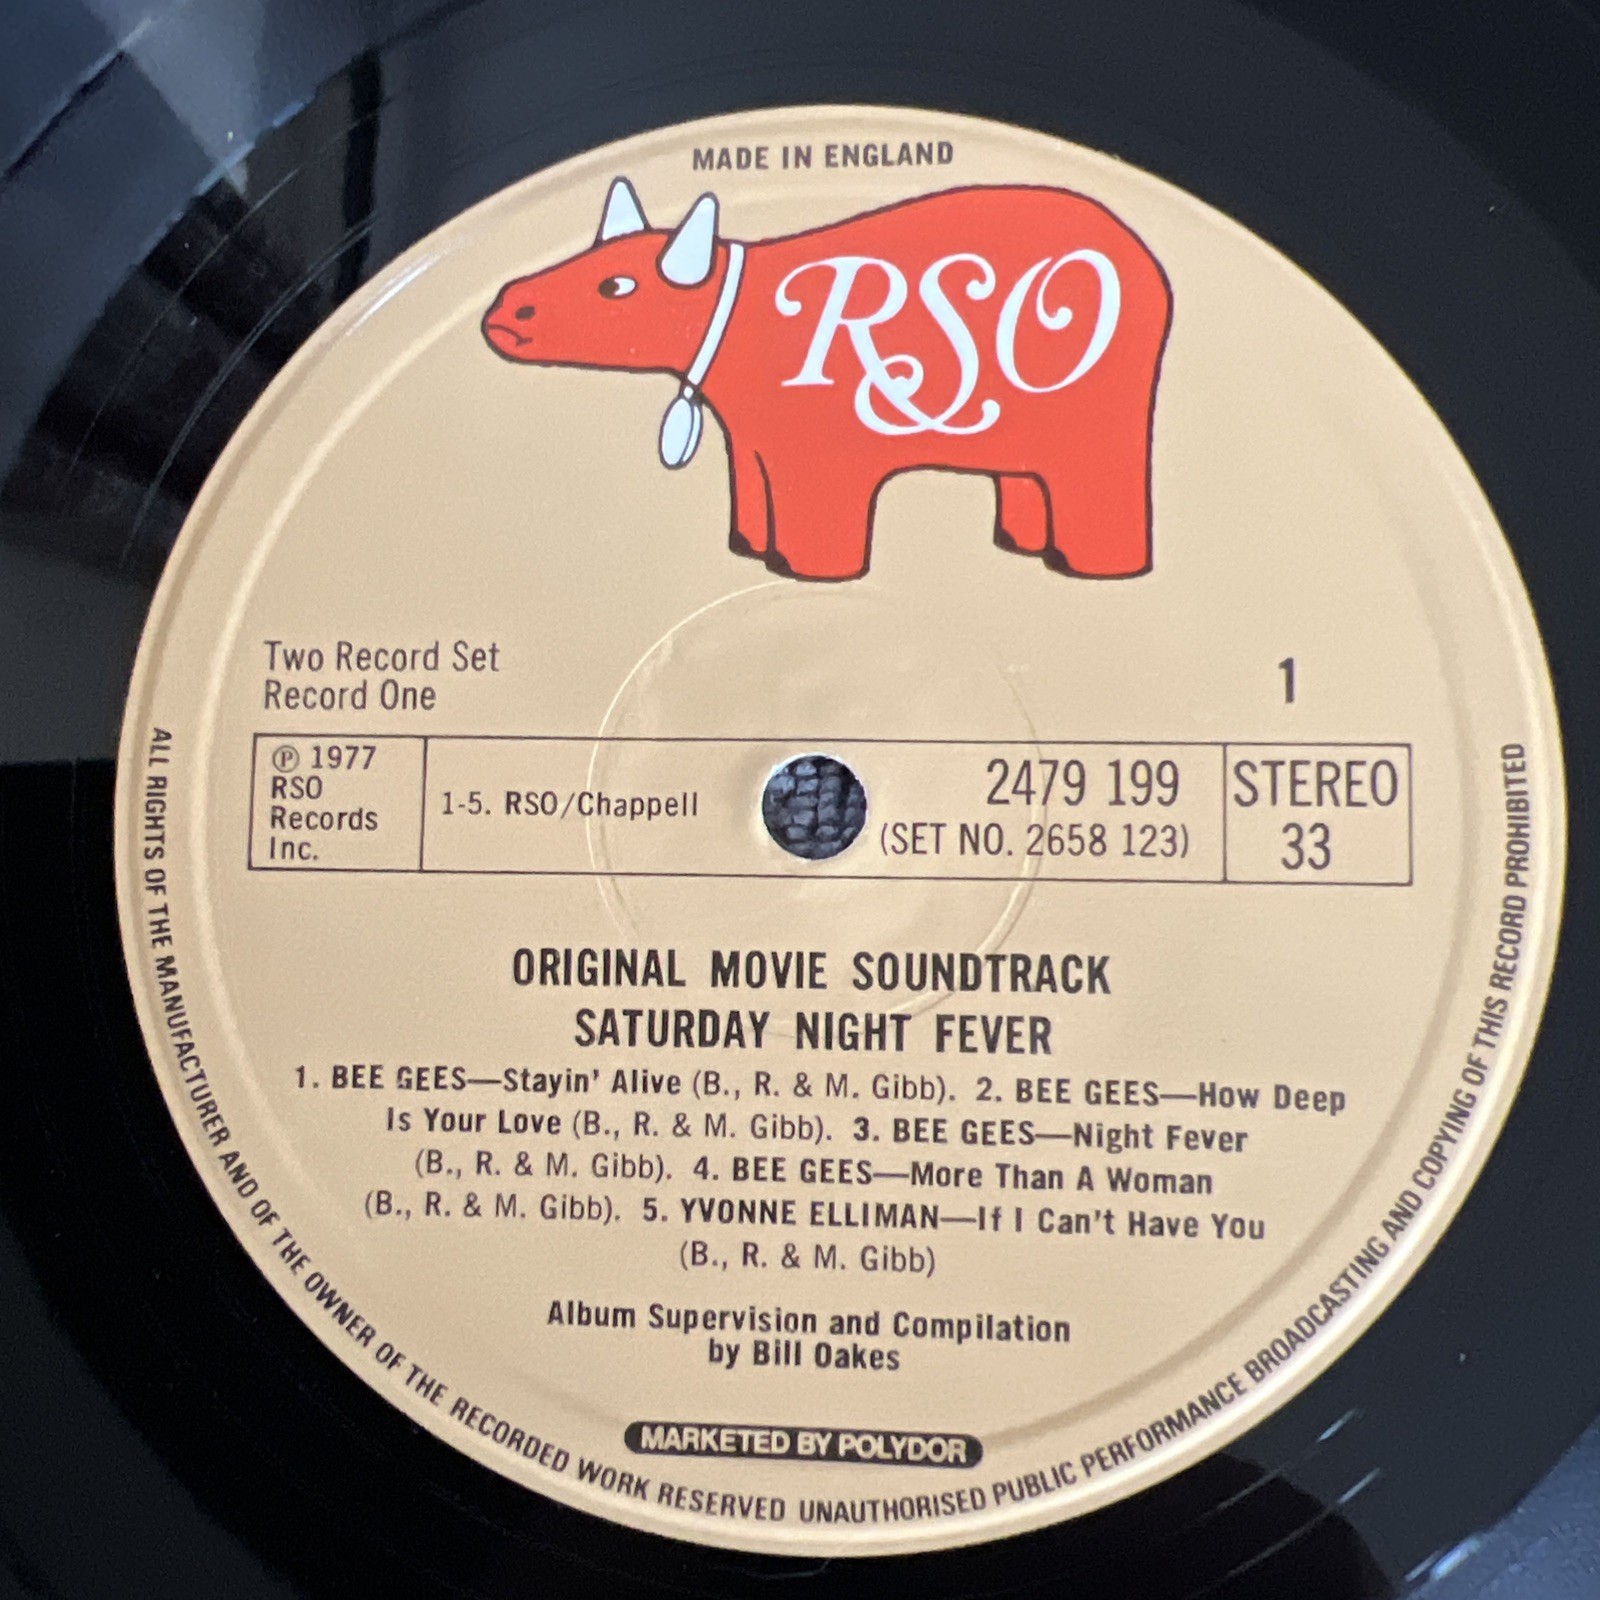 MADE IN ENGLAND
RSO
Two Record Set
Record One
1
℗ 1977
RSO
Records
Inc.
1-5. RSO/Chappell
2479 199
(SET NO. 2658 123)
STEREO
33
ORIGINAL MOVIE SOUNDTRACK
SATURDAY NIGHT FEVER
1. BEE GEES—Stayin' Alive (B., R. & M. Gibb). 2. BEE GEES—How Deep
Is Your Love (B., R. & M. Gibb). 3. BEE GEES—Night Fever
(B., R. & M. Gibb). 4. BEE GEES—More Than A Woman
(B., R. & M. Gibb). 5. YVONNE ELLIMAN—If I Can't Have You
(B., R. & M. Gibb)
Album Supervision and Compilation
by Bill Oakes
MARKETED BY POLYDOR
ALL RIGHTS OF THE MANUFACTURER AND OF THE OWNER OF THE RECORDED WORK RESERVED UNAUTHORISED PUBLIC PERFORMANCE BROADCASTING AND COPYING OF THIS RECORD PROHIBITED